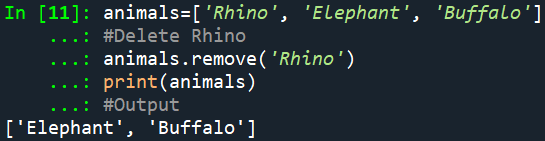 In [11]: animals=['Rhino', 'Elephant', 'Buffalo']
...: #Delete Rhino
...: animals.remove('Rhino')
...: print(animals)
...: #Output
['Elephant', 'Buffalo']